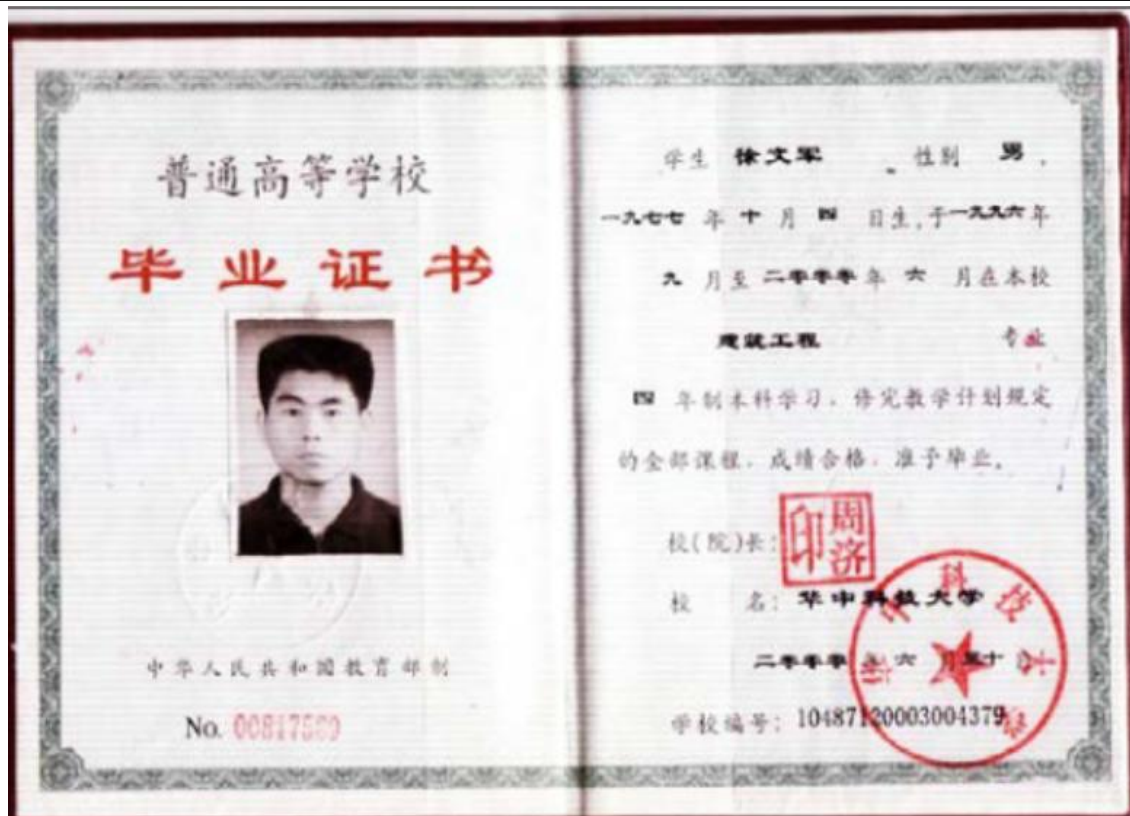 普通高等学校
毕业证书
中华人民共和国教育部制
No. 00817589
学生 徐文军 性别 男,
一九七七 年 十 月 四 日生,于一九九六年
九 月至 二零零零 年 六 月在本校
建筑工程 专业
四 年制本科学习,修完教学计划规定
的全部课程,成绩合格,准予毕业。
校(院)长:
周济印
校 名: 华中科技大学
二零零零 年 六 月 十日
学校编号: 10487120003004379